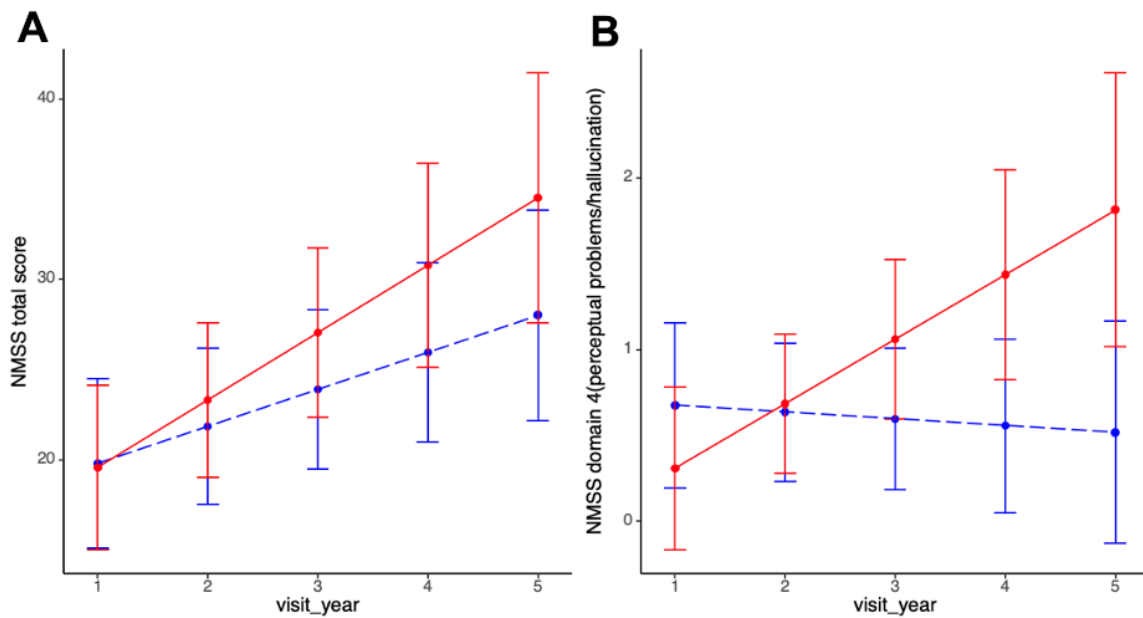 A
NMSS total score
40
30
20
1 2 3 4 5
visit_year
B
NMSS domain 4(perceptual problems/hallucination)
2
1
0
1 2 3 4 5
visit_year